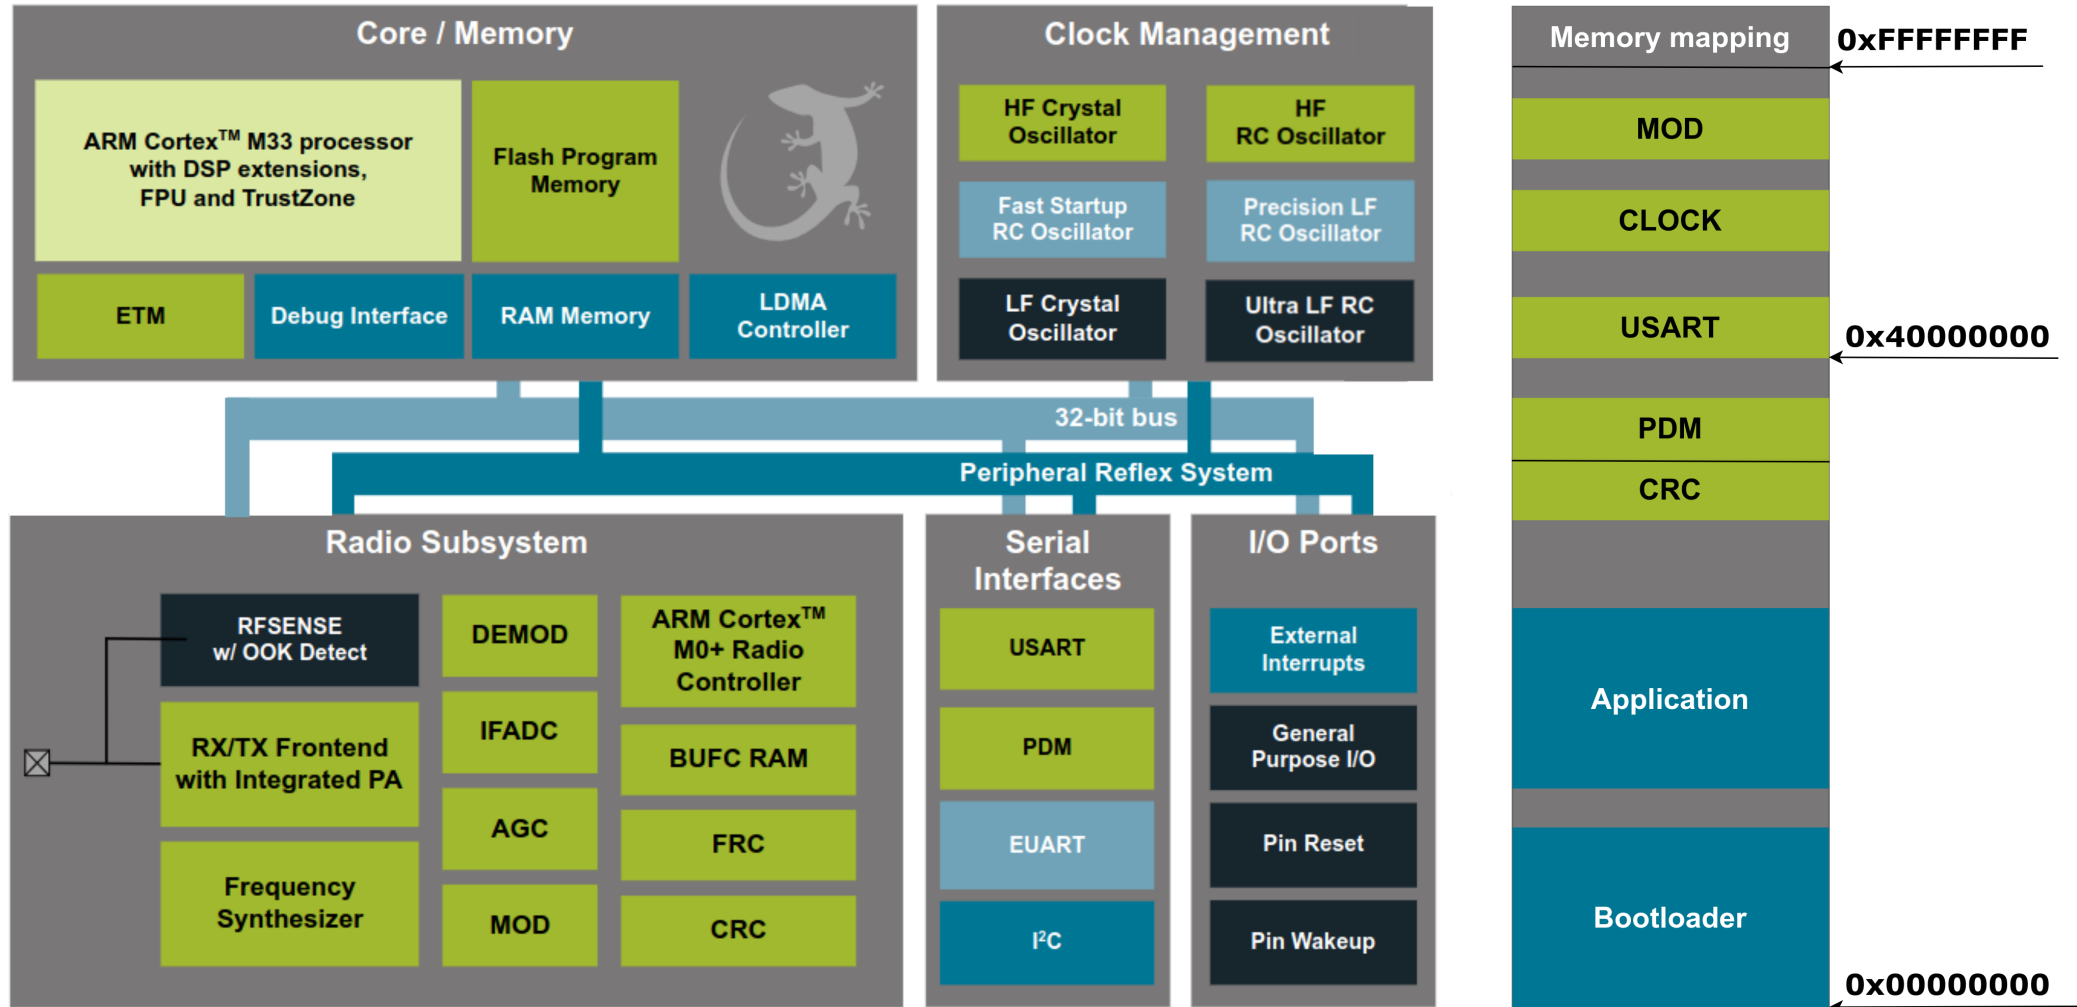 Core / Memory
ARM Cortex™ M33 processor
with DSP extensions,
FPU and TrustZone
Flash Program
Memory
ETM
Debug Interface
RAM Memory
LDMA
Controller
Clock Management
HF Crystal
Oscillator
HF
RC Oscillator
Fast Startup
RC Oscillator
Precision LF
RC Oscillator
LF Crystal
Oscillator
Ultra LF RC
Oscillator
32-bit bus
Peripheral Reflex System
Radio Subsystem
RFSENSE
w/ OOK Detect
RX/TX Frontend
with Integrated PA
Frequency
Synthesizer
DEMOD
IFADC
AGC
MOD
ARM Cortex™
M0+ Radio
Controller
BUFC RAM
FRC
CRC
Serial
Interfaces
USART
PDM
EUART
I²C
I/O Ports
External
Interrupts
General
Purpose I/O
Pin Reset
Pin Wakeup
Memory mapping
0xFFFFFFFF
MOD
CLOCK
USART
0x40000000
PDM
CRC
Application
Bootloader
0x00000000